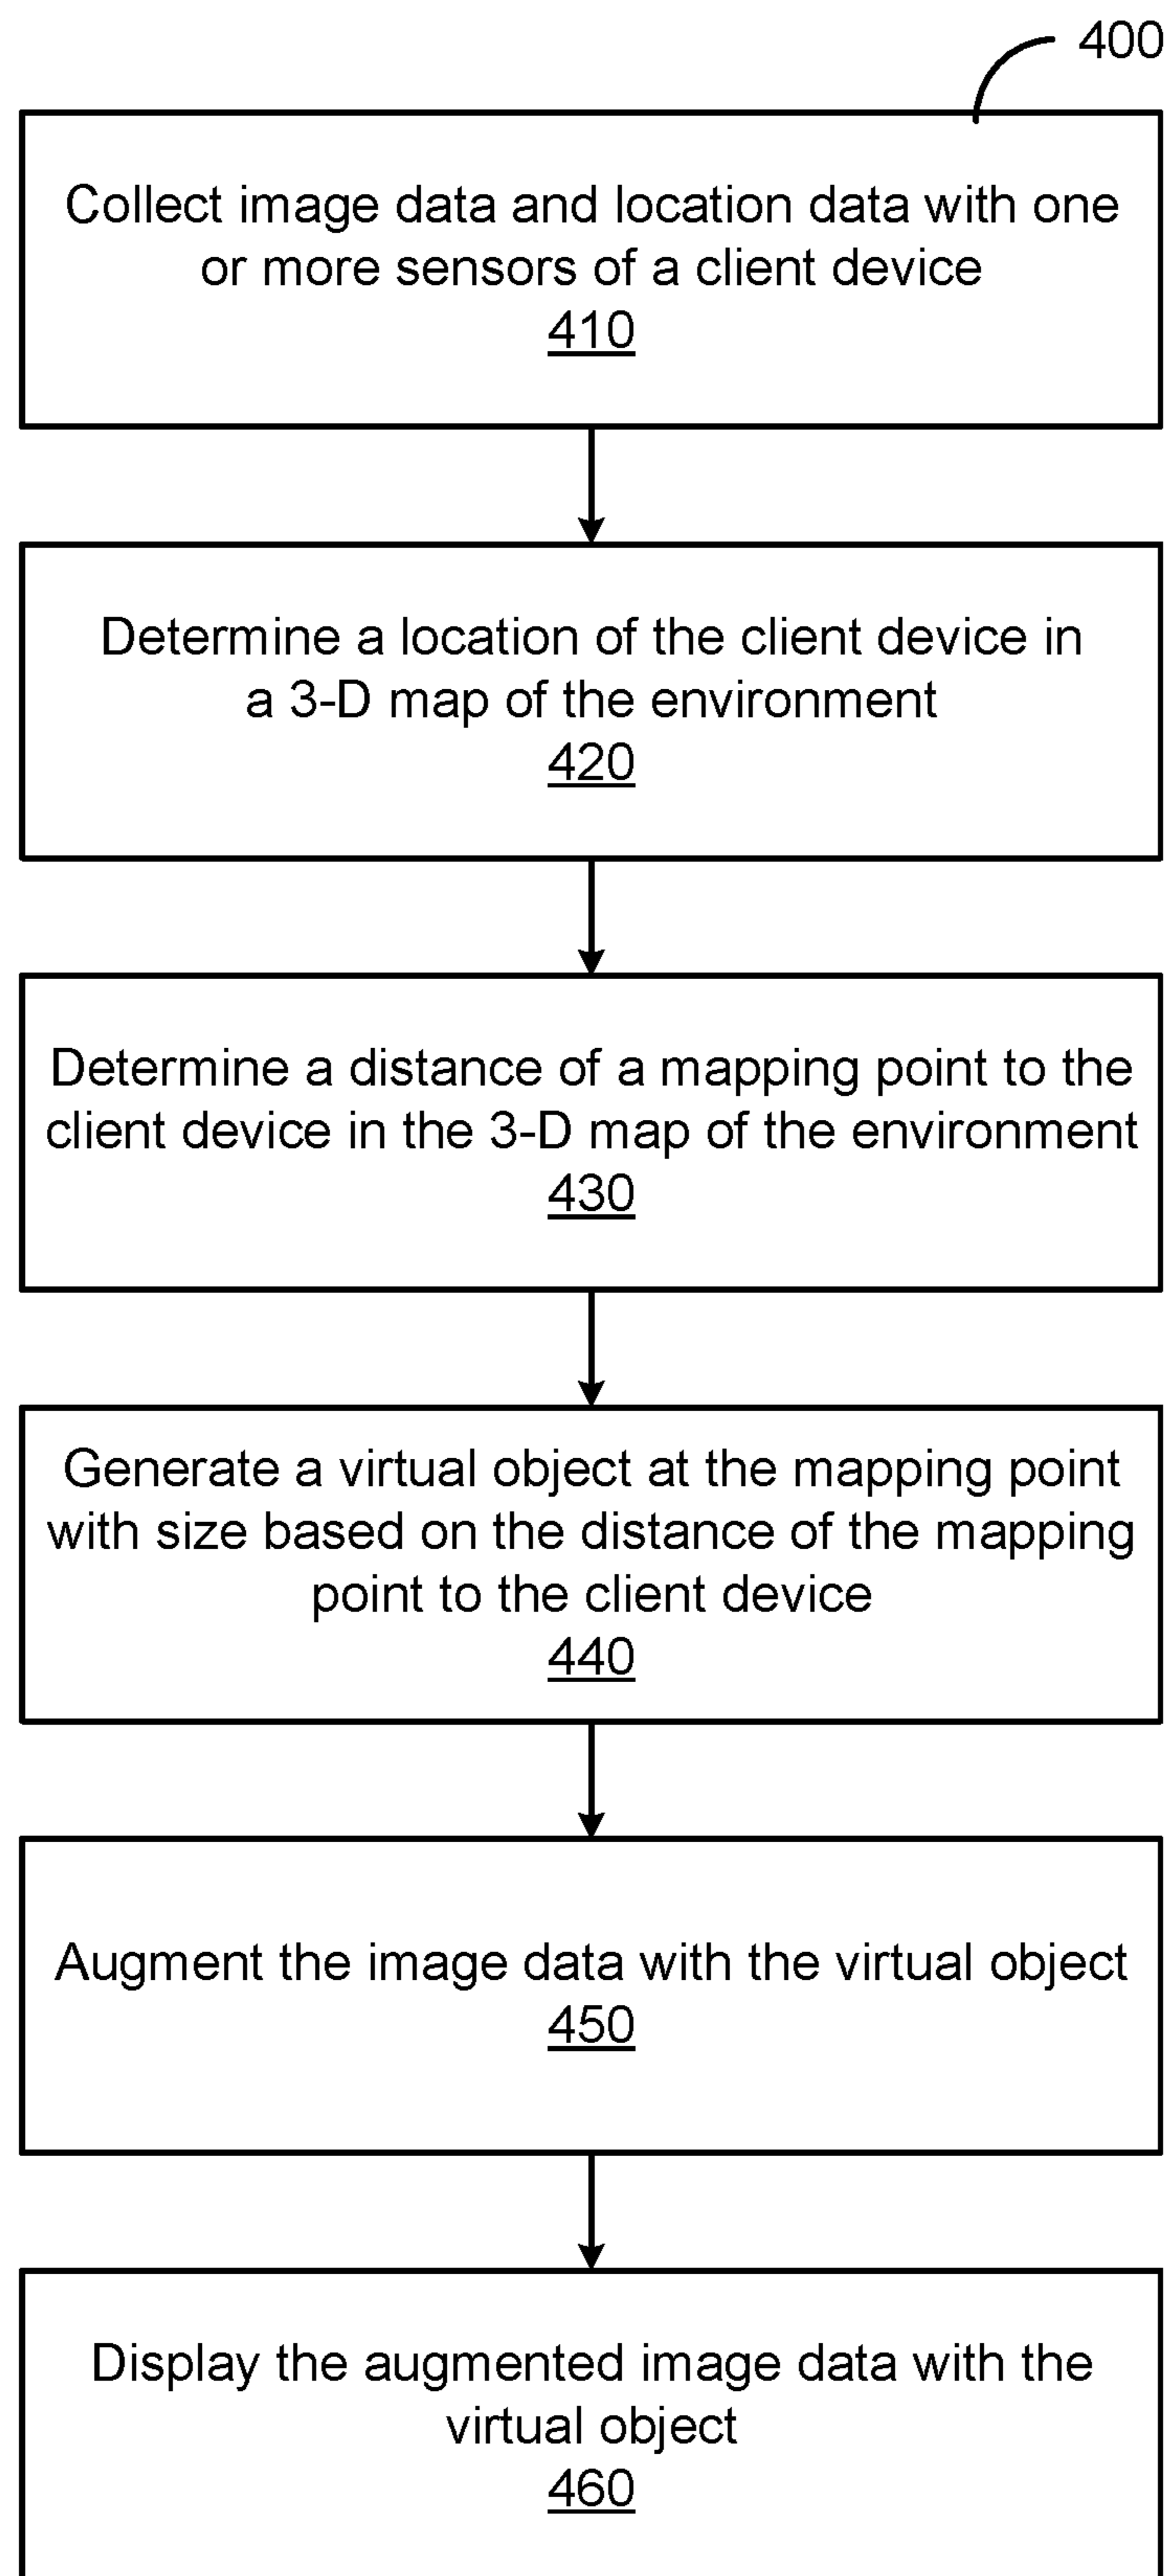 400
Collect image data and location data with one
or more sensors of a client device
410
Determine a location of the client device in
a 3-D map of the environment
420
Determine a distance of a mapping point to the
client device in the 3-D map of the environment
430
Generate a virtual object at the mapping point
with size based on the distance of the mapping
point to the client device
440
Augment the image data with the virtual object
450
Display the augmented image data with the
virtual object
460